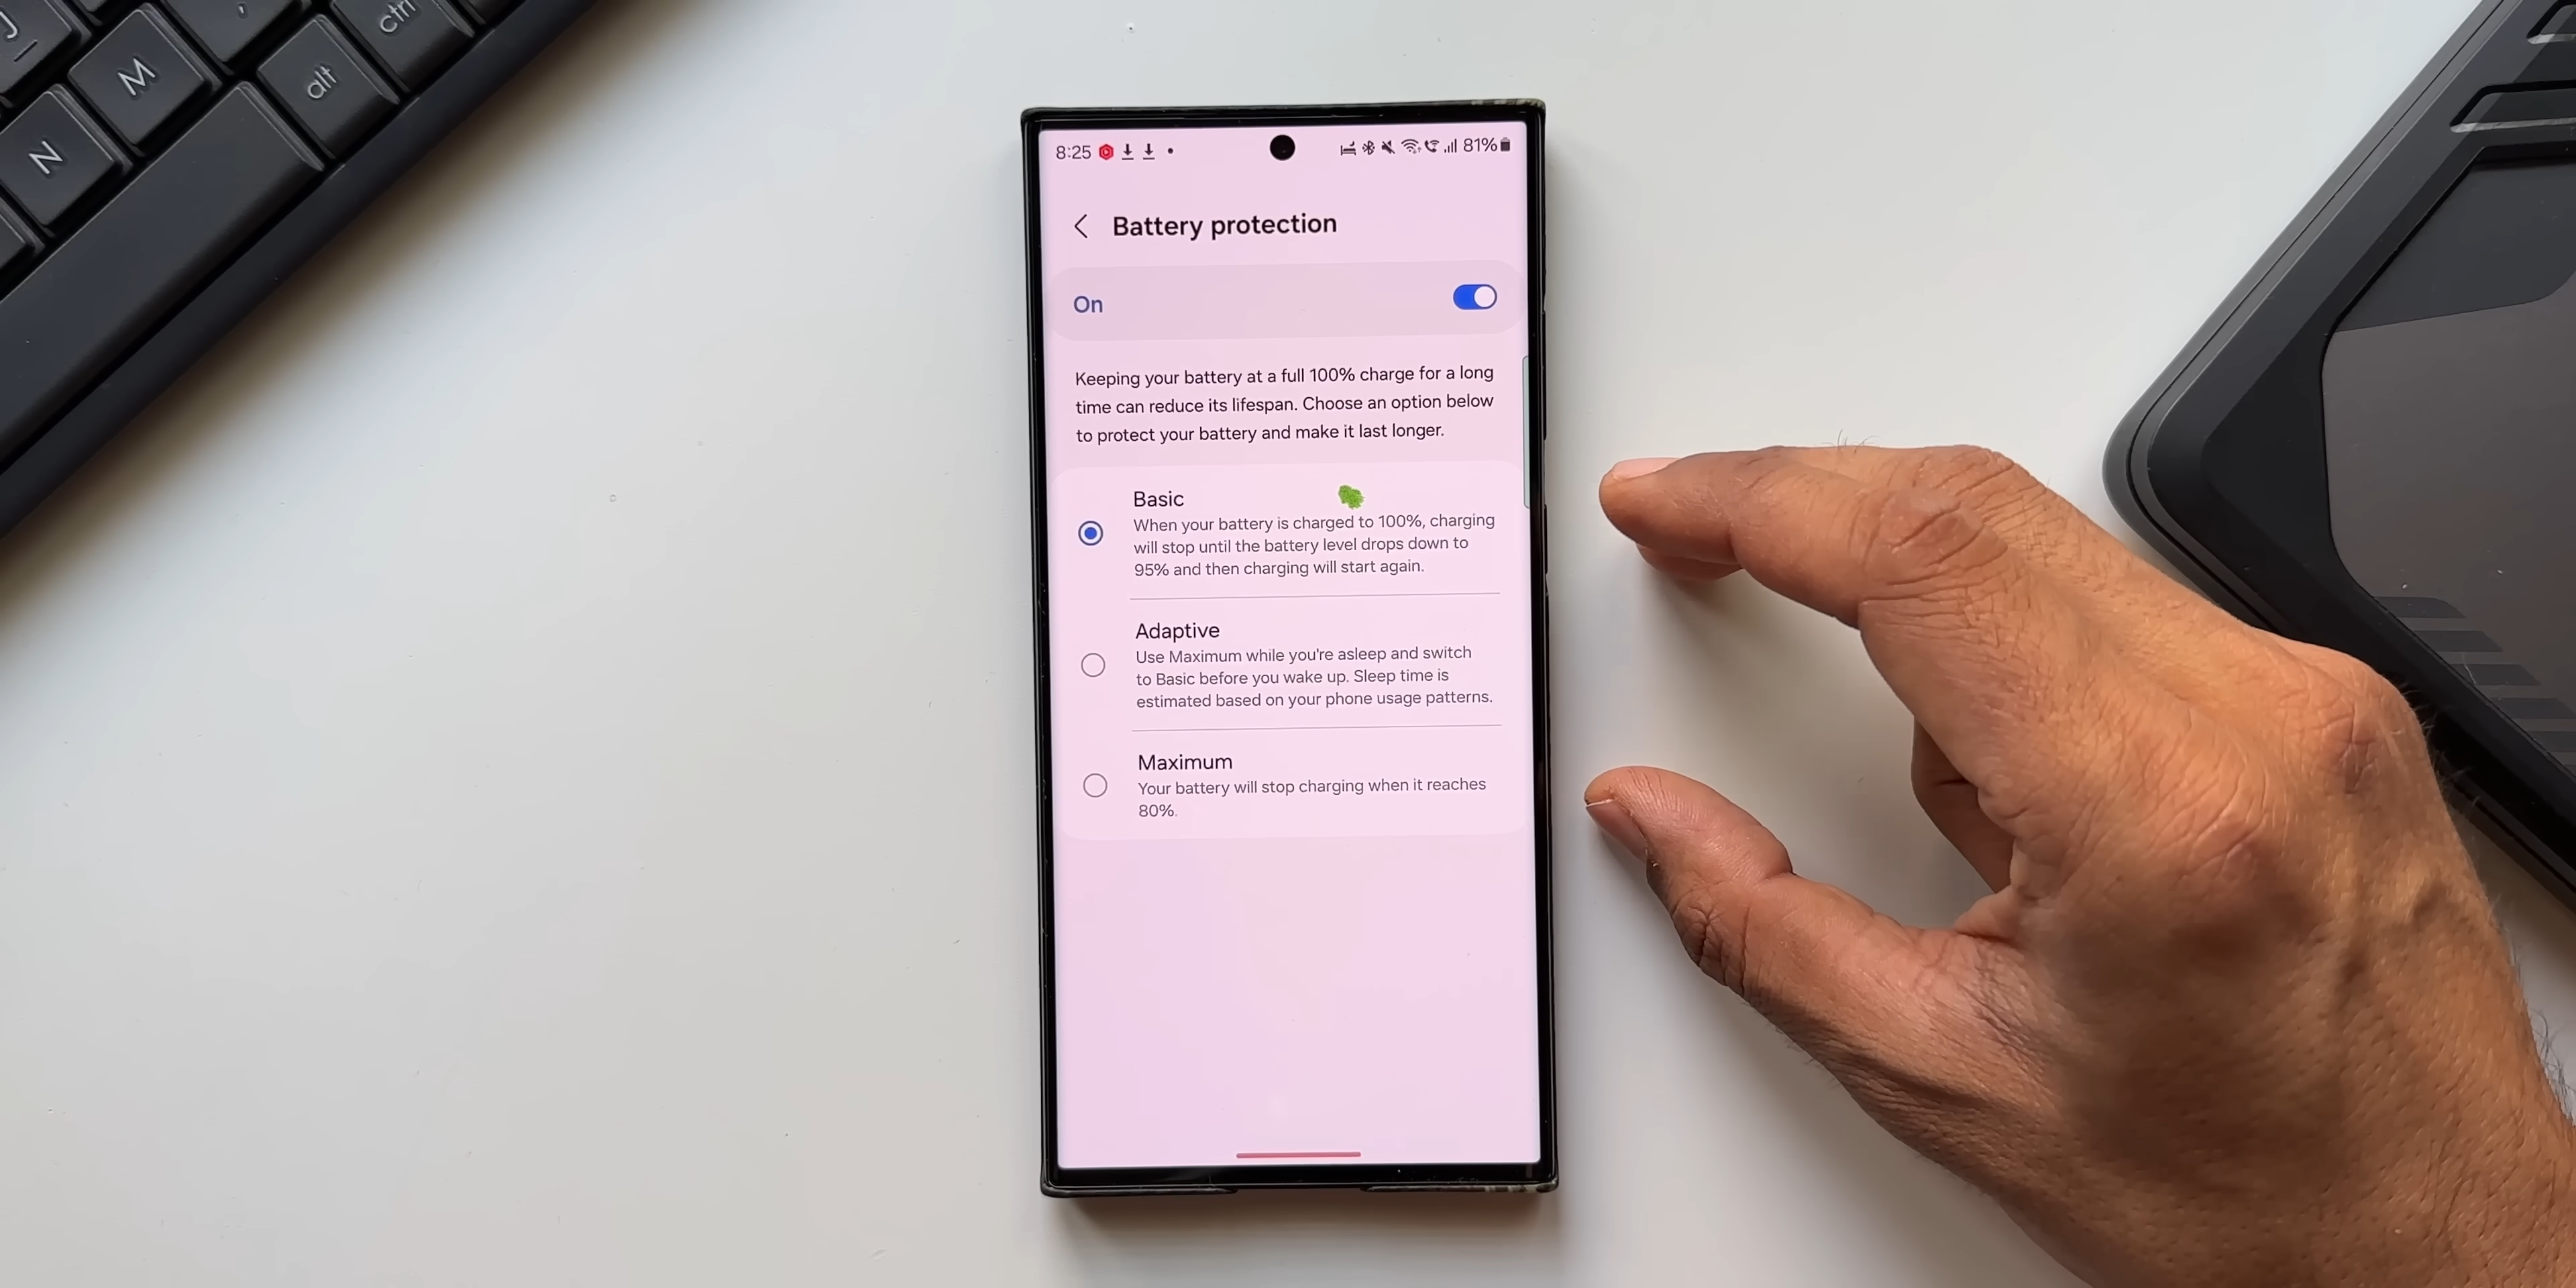 J
M
N
alt
ctrl
8:25
81%
Battery protection
On
Keeping your battery at a full 100% charge for a long
time can reduce its lifespan. Choose an option below
to protect your battery and make it last longer.
Basic
When your battery is charged to 100%, charging
will stop until the battery level drops down to
95% and then charging will start again.
Adaptive
Use Maximum while you're asleep and switch
to Basic before you wake up. Sleep time is
estimated based on your phone usage patterns.
Maximum
Your battery will stop charging when it reaches
80%.